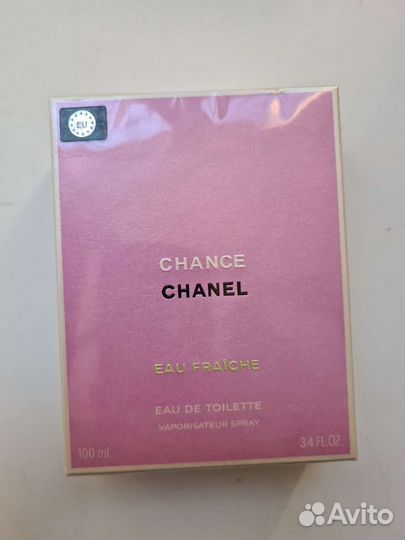 EU
CHANCE
CHANEL
EAU FRAÎCHE
EAU DE TOILETTE
VAPORISATEUR SPRAY
100 ml 3.4 FL. OZ
Avito